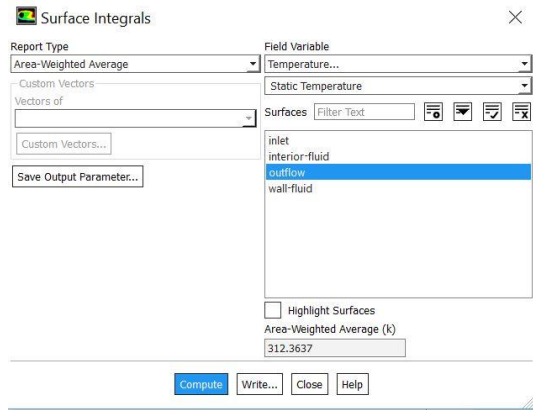 Surface Integrals
Report Type
Area-Weighted Average
Custom Vectors
Vectors of
Custom Vectors...
Save Output Parameter...
Field Variable
Temperature...
Static Temperature
Surfaces Filter Text
inlet
interior-fluid
outflow
wall-fluid
Highlight Surfaces
Area-Weighted Average (k)
312.3637
Compute Write... Close Help